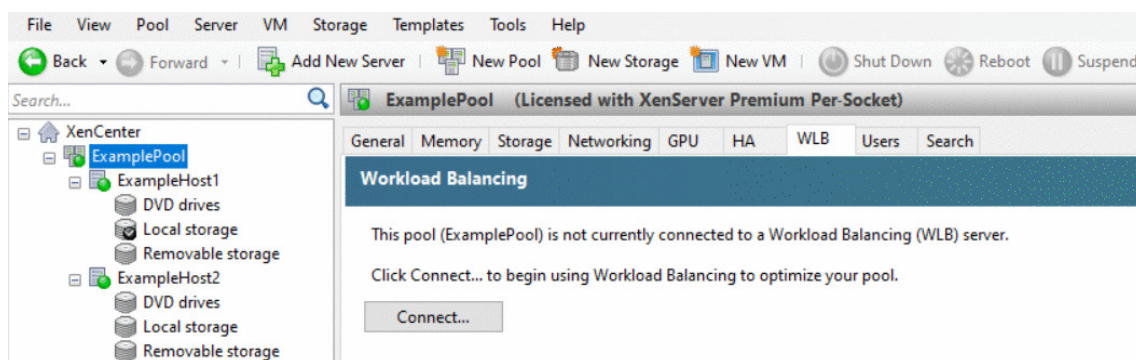 File View Pool Server VM Storage Templates Tools Help
Back Forward Add New Server New Pool New Storage New VM Shut Down Reboot Suspend
Search...
ExamplePool (Licensed with XenServer Premium Per-Socket)
XenCenter
ExamplePool
ExampleHost1
DVD drives
Local storage
Removable storage
ExampleHost2
DVD drives
Local storage
Removable storage
General Memory Storage Networking GPU HA WLB Users Search
Workload Balancing
This pool (ExamplePool) is not currently connected to a Workload Balancing (WLB) server.
Click Connect... to begin using Workload Balancing to optimize your pool.
Connect...